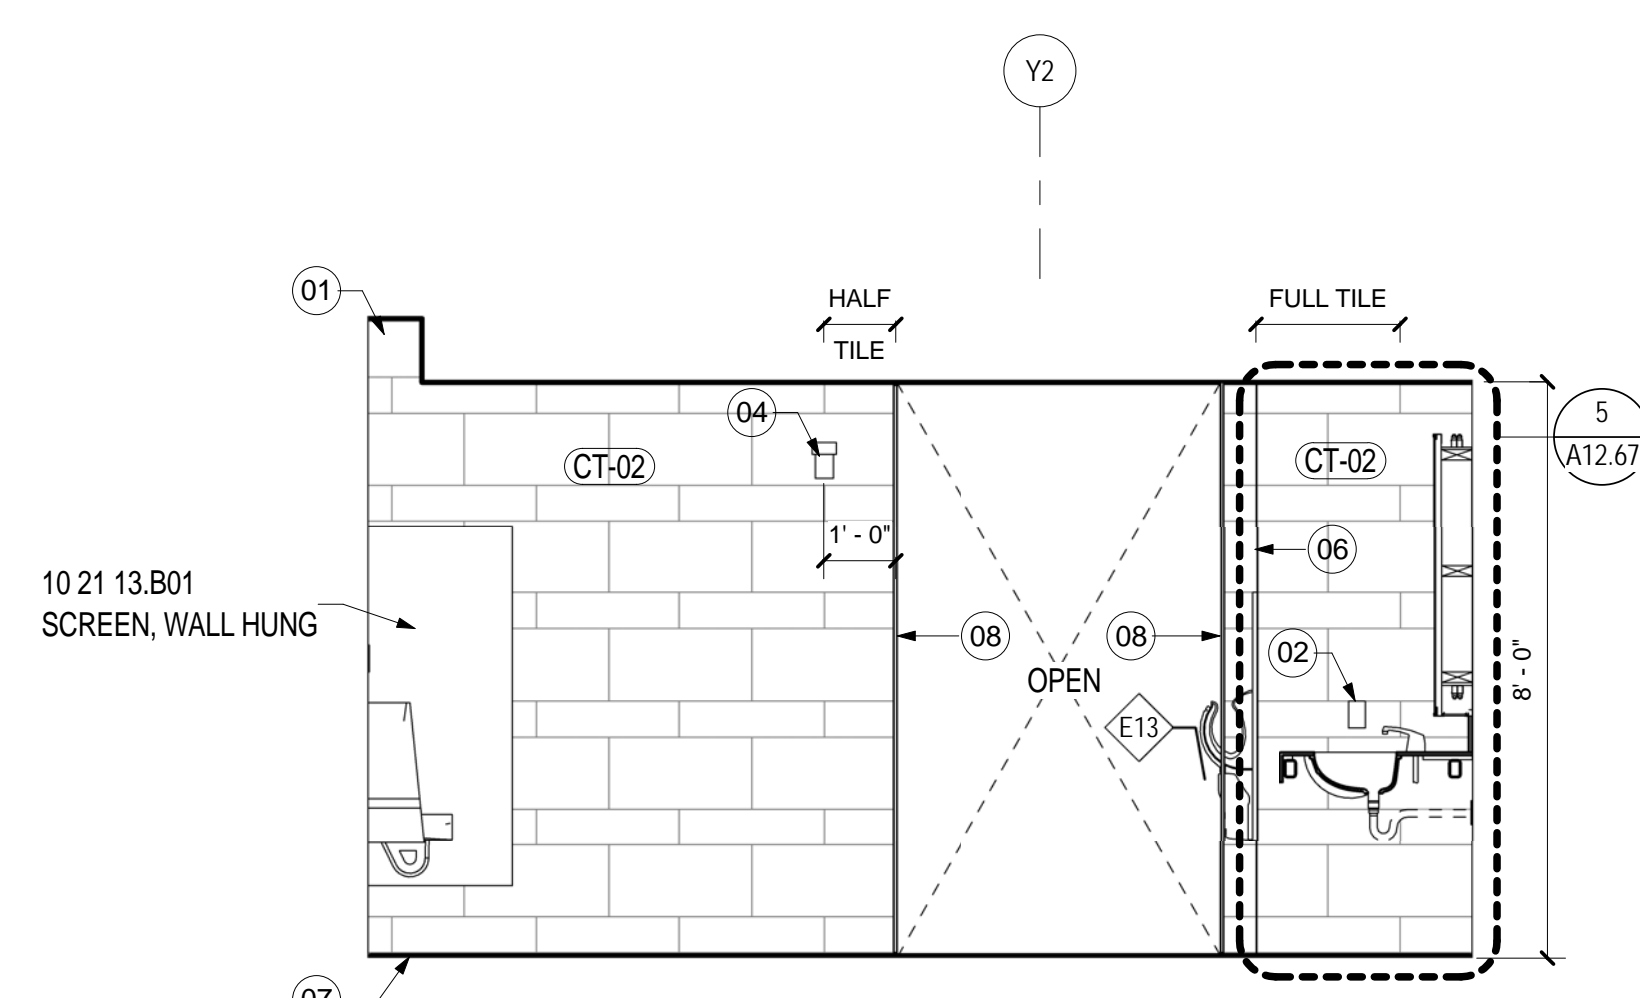 Y2
01
HALF
TILE
FULL TILE
04
CT-02
CT-02
5
A12.67
1' - 0"
06
10 21 13.B01
SCREEN, WALL HUNG
08
08
02
OPEN
8' - 0"
E13
07